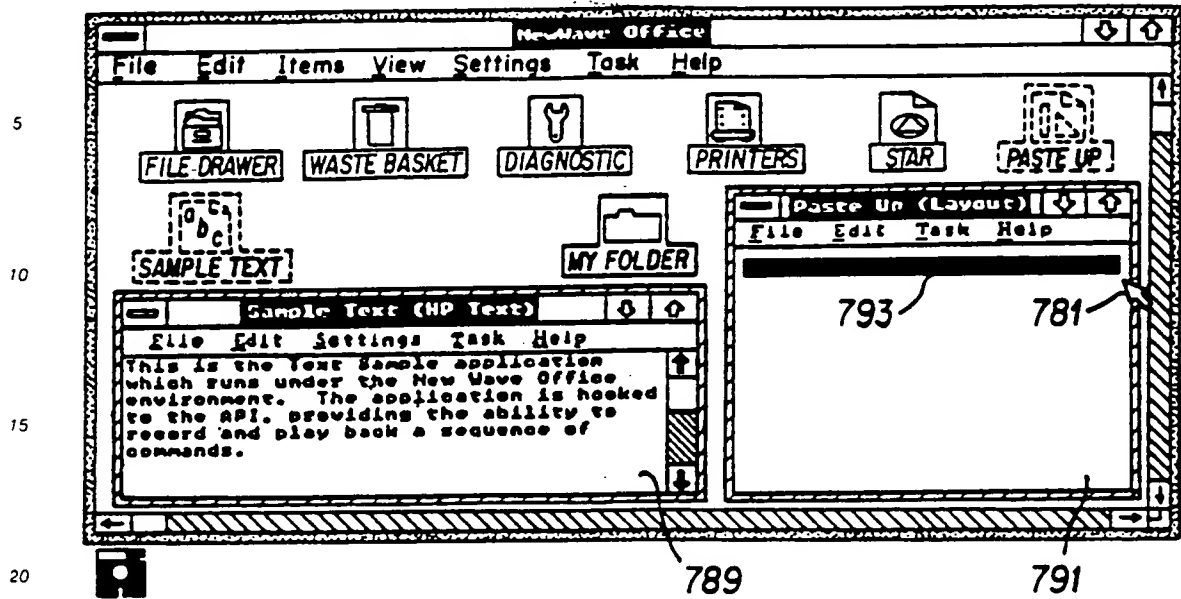 NewWave Office
File Edit Items View Settings Task Help
5
FILE DRAWER WASTE BASKET DIAGNOSTIC PRINTERS STAR PASTE UP
Paste Up (Layout)
File Edit Task Help
abc
SAMPLE TEXT MY FOLDER
10
793 781
Sample Text (HP Text)
File Edit Settings Task Help
This is the Text Sample application
which runs under the New Wave Office
environment. The application is hooked
to the API, providing the ability to
15
record and play back a sequence of
commands.
20
789 791